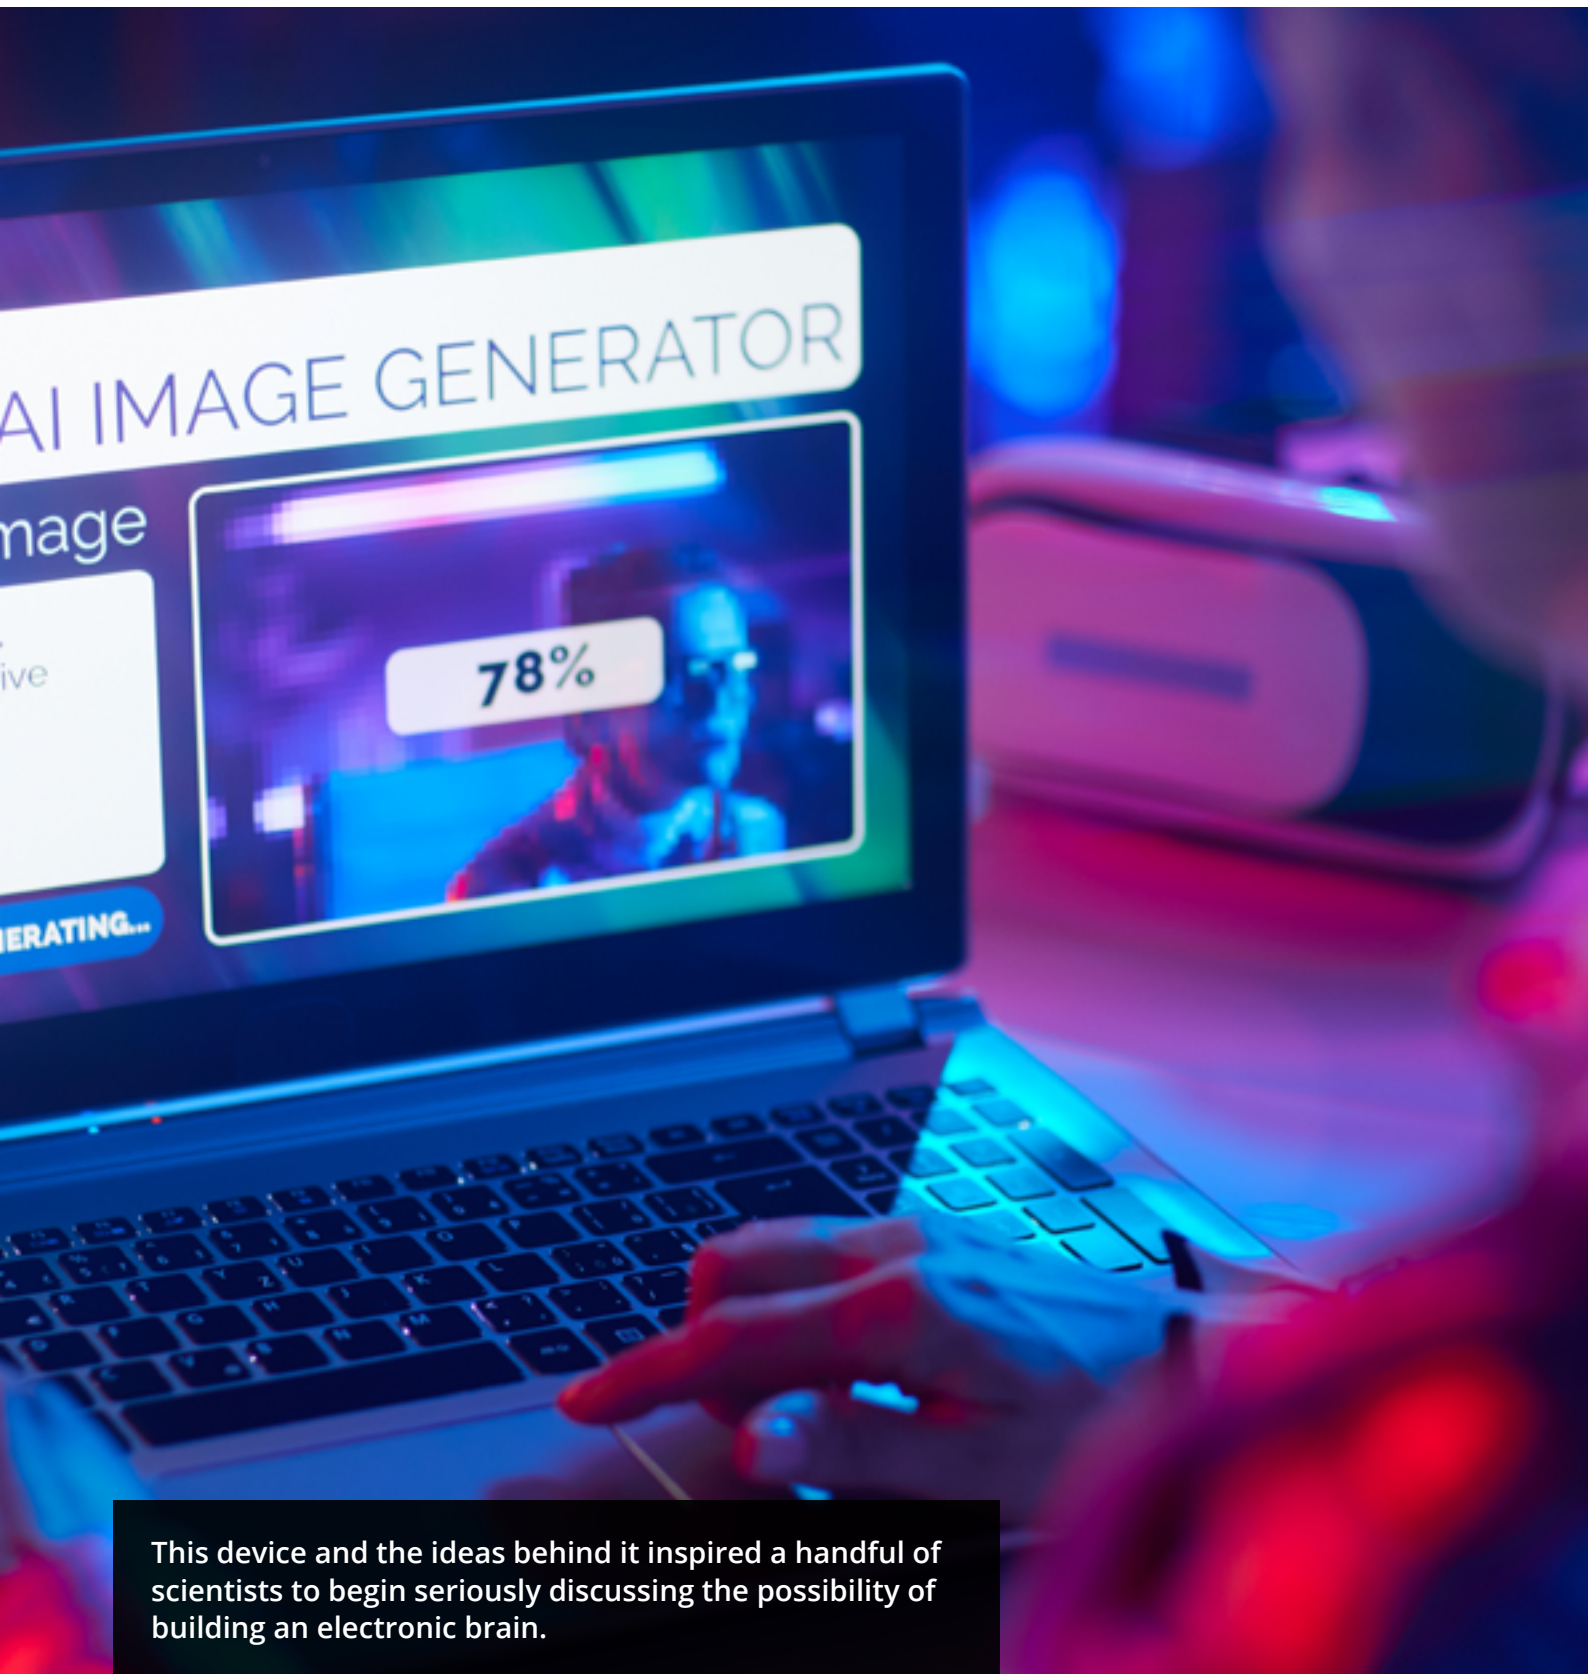 AI IMAGE GENERATOR
mage
ive
78%
NERATING...
This device and the ideas behind it inspired a handful of
scientists to begin seriously discussing the possibility of
building an electronic brain.